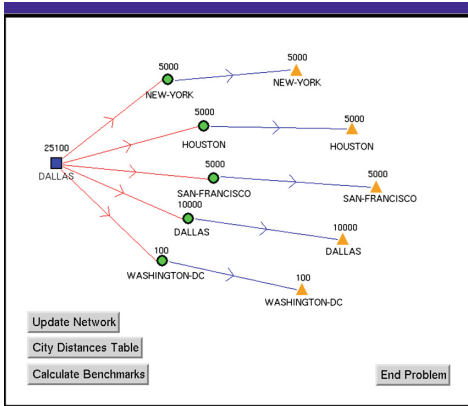 5000
5000
NEW-YORK
NEW-YORK
5000
5000
HOUSTON
HOUSTON
25100
DALLAS
5000
5000
SAN-FRANCISCO
SAN-FRANCISCO
10000
10000
DALLAS
DALLAS
100
100
WASHINGTON-DC
WASHINGTON-DC
Update Network
City Distances Table
Calculate Benchmarks
End Problem